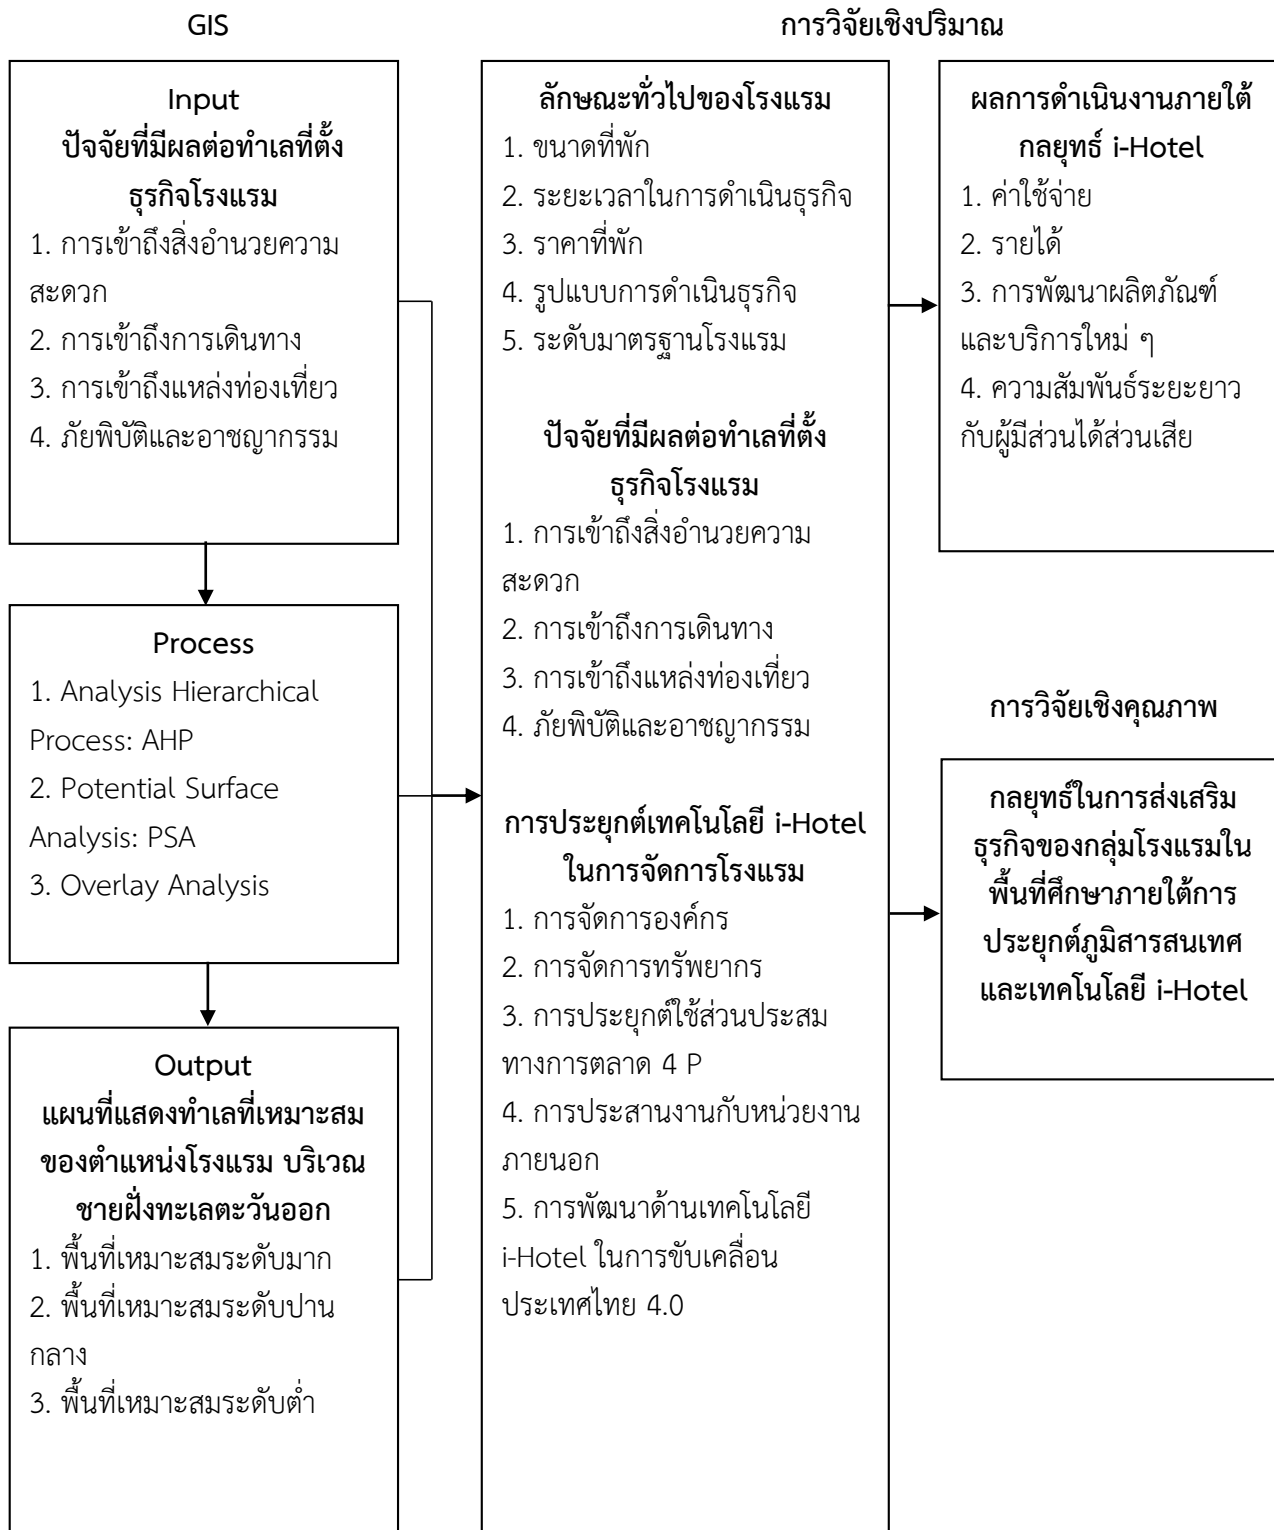 GIS
Input
ปัจจัยที่มีผลต่อทำเลที่ตั้ง
ธุรกิจโรงแรม
1. การเข้าถึงสิ่งอำนวยความ
สะดวก
2. การเข้าถึงการเดินทาง
3. การเข้าถึงแหล่งท่องเที่ยว
4. ภัยพิบัติและอาชญากรรม
Process
1. Analysis Hierarchical
Process: AHP
2. Potential Surface
Analysis: PSA
3. Overlay Analysis
Output
แผนที่แสดงทำเลที่เหมาะสม
ของตำแหน่งโรงแรม บริเวณ
ชายฝั่งทะเลตะวันออก
1. พื้นที่เหมาะสมระดับมาก
2. พื้นที่เหมาะสมระดับปาน
กลาง
3. พื้นที่เหมาะสมระดับต่ำ
การวิจัยเชิงปริมาณ
ลักษณะทั่วไปของโรงแรม
1. ขนาดที่พัก
2. ระยะเวลาในการดำเนินธุรกิจ
3. ราคาที่พัก
4. รูปแบบการดำเนินธุรกิจ
5. ระดับมาตรฐานโรงแรม
ปัจจัยที่มีผลต่อทำเลที่ตั้ง
ธุรกิจโรงแรม
1. การเข้าถึงสิ่งอำนวยความ
สะดวก
2. การเข้าถึงการเดินทาง
3. การเข้าถึงแหล่งท่องเที่ยว
4. ภัยพิบัติและอาชญากรรม
การประยุกต์เทคโนโลยี i-Hotel
ในการจัดการโรงแรม
1. การจัดการองค์กร
2. การจัดการทรัพยากร
3. การประยุกต์ใช้ส่วนประสม
ทางการตลาด 4 P
4. การประสานงานกับหน่วยงาน
ภายนอก
5. การพัฒนาด้านเทคโนโลยี
i-Hotel ในการขับเคลื่อน
ประเทศไทย 4.0
ผลการดำเนินงานภายใต้
กลยุทธ์ i-Hotel
1. ค่าใช้จ่าย
2. รายได้
3. การพัฒนาผลิตภัณฑ์
และบริการใหม่ ๆ
4. ความสัมพันธ์ระยะยาว
กับผู้มีส่วนได้ส่วนเสีย
การวิจัยเชิงคุณภาพ
กลยุทธ์ในการส่งเสริม
ธุรกิจของกลุ่มโรงแรมใน
พื้นที่ศึกษาภายใต้การ
ประยุกต์ภูมิสารสนเทศ
และเทคโนโลยี i-Hotel